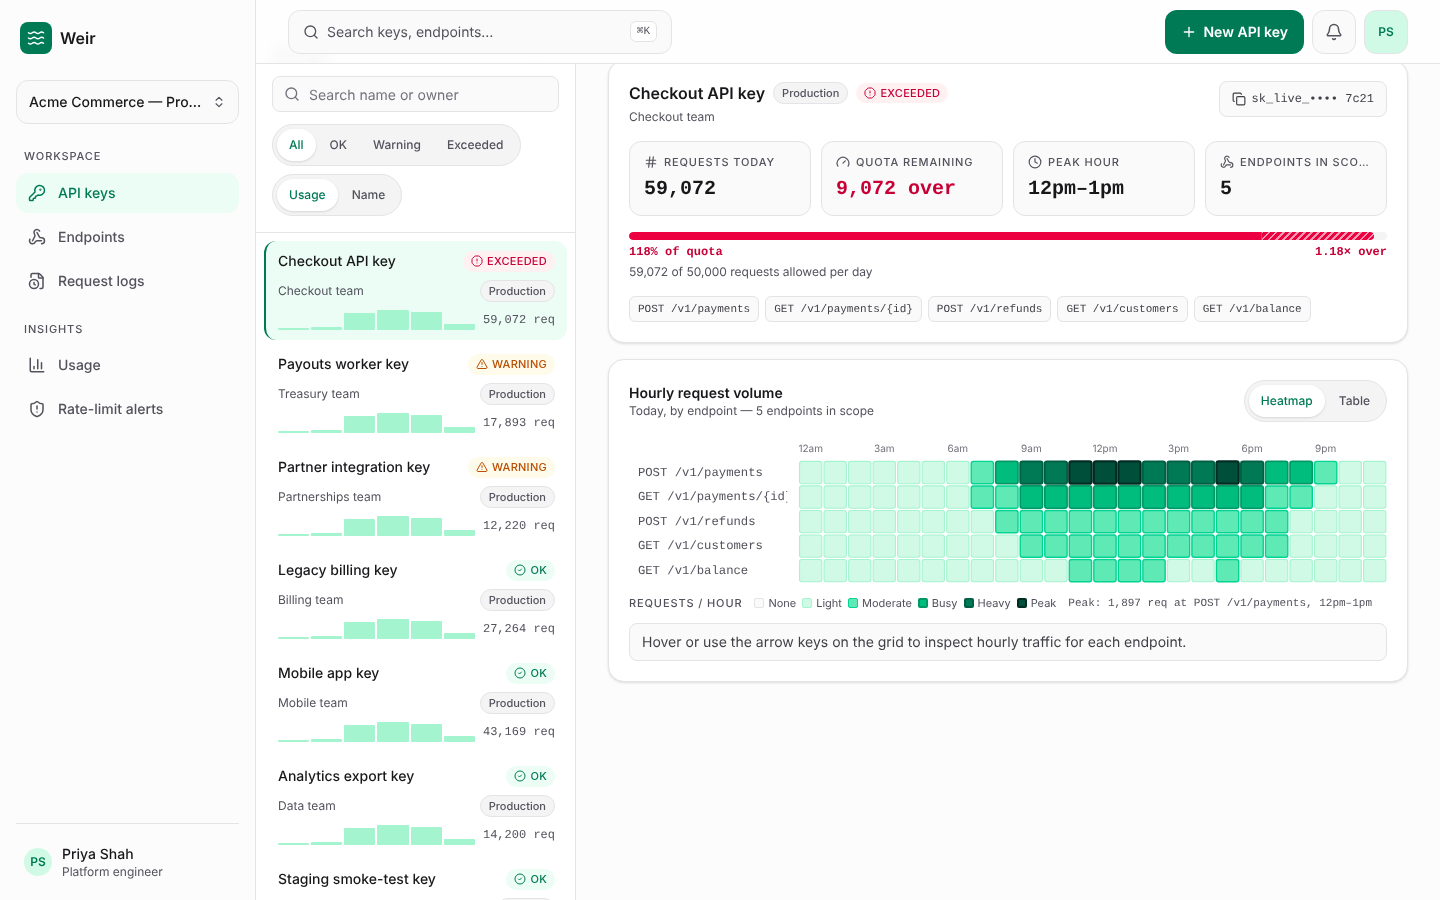 Weir
Search keys, endpoints...
⌘K
New API key
PS
Acme Commerce — Pro...
WORKSPACE
API keys
Endpoints
Request logs
INSIGHTS
Usage
Rate-limit alerts
PS
Priya Shah
Platform engineer
Search name or owner
All OK Warning Exceeded
Usage Name
Checkout API key EXCEEDED
Checkout team Production
59,072 req
Payouts worker key WARNING
Treasury team Production
17,893 req
Partner integration key WARNING
Partnerships team Production
12,220 req
Legacy billing key OK
Billing team Production
27,264 req
Mobile app key OK
Mobile team Production
43,169 req
Analytics export key OK
Data team Production
14,200 req
Staging smoke-test key OK
Checkout API key Production EXCEEDED
Checkout team
sk_live_•••• 7c21
REQUESTS TODAY
59,072
QUOTA REMAINING
9,072 over
PEAK HOUR
12pm–1pm
ENDPOINTS IN SCO...
5
118% of quota 1.18× over
59,072 of 50,000 requests allowed per day
POST /v1/payments GET /v1/payments/{id} POST /v1/refunds GET /v1/customers GET /v1/balance
Hourly request volume
Today, by endpoint — 5 endpoints in scope
Heatmap Table
12am 3am 6am 9am 12pm 3pm 6pm 9pm
POST /v1/payments
GET /v1/payments/{id}
POST /v1/refunds
GET /v1/customers
GET /v1/balance
REQUESTS / HOUR None Light Moderate Busy Heavy Peak Peak: 1,897 req at POST /v1/payments, 12pm–1pm
Hover or use the arrow keys on the grid to inspect hourly traffic for each endpoint.